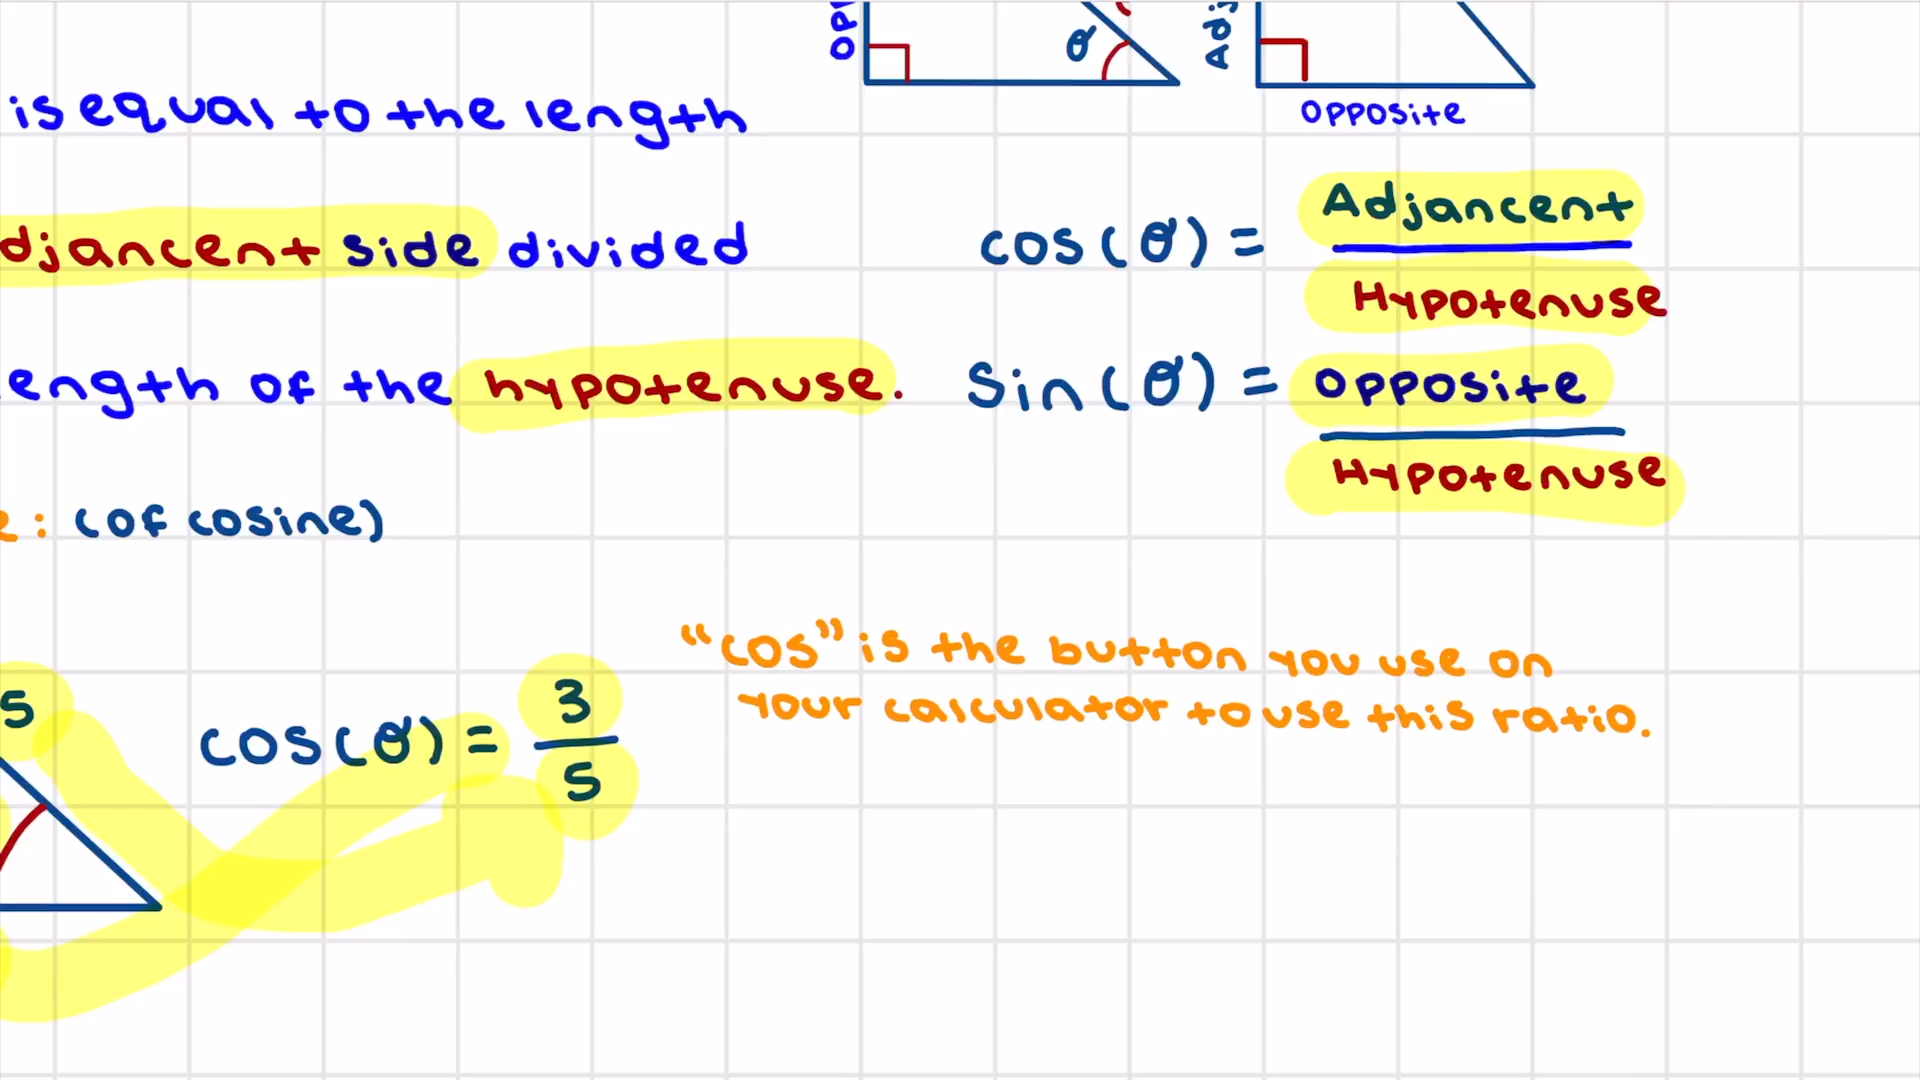 θ
Opposite
is equal to the length
djancent side divided
ength of the hypotenuse.
: (of cosine)
cos(θ) = Adjancent
Hypotenuse
Sin(θ) = Opposite
Hypotenuse
"cos" is the button you use on
your calculator to use this ratio.
5
cos(θ) = 3
5